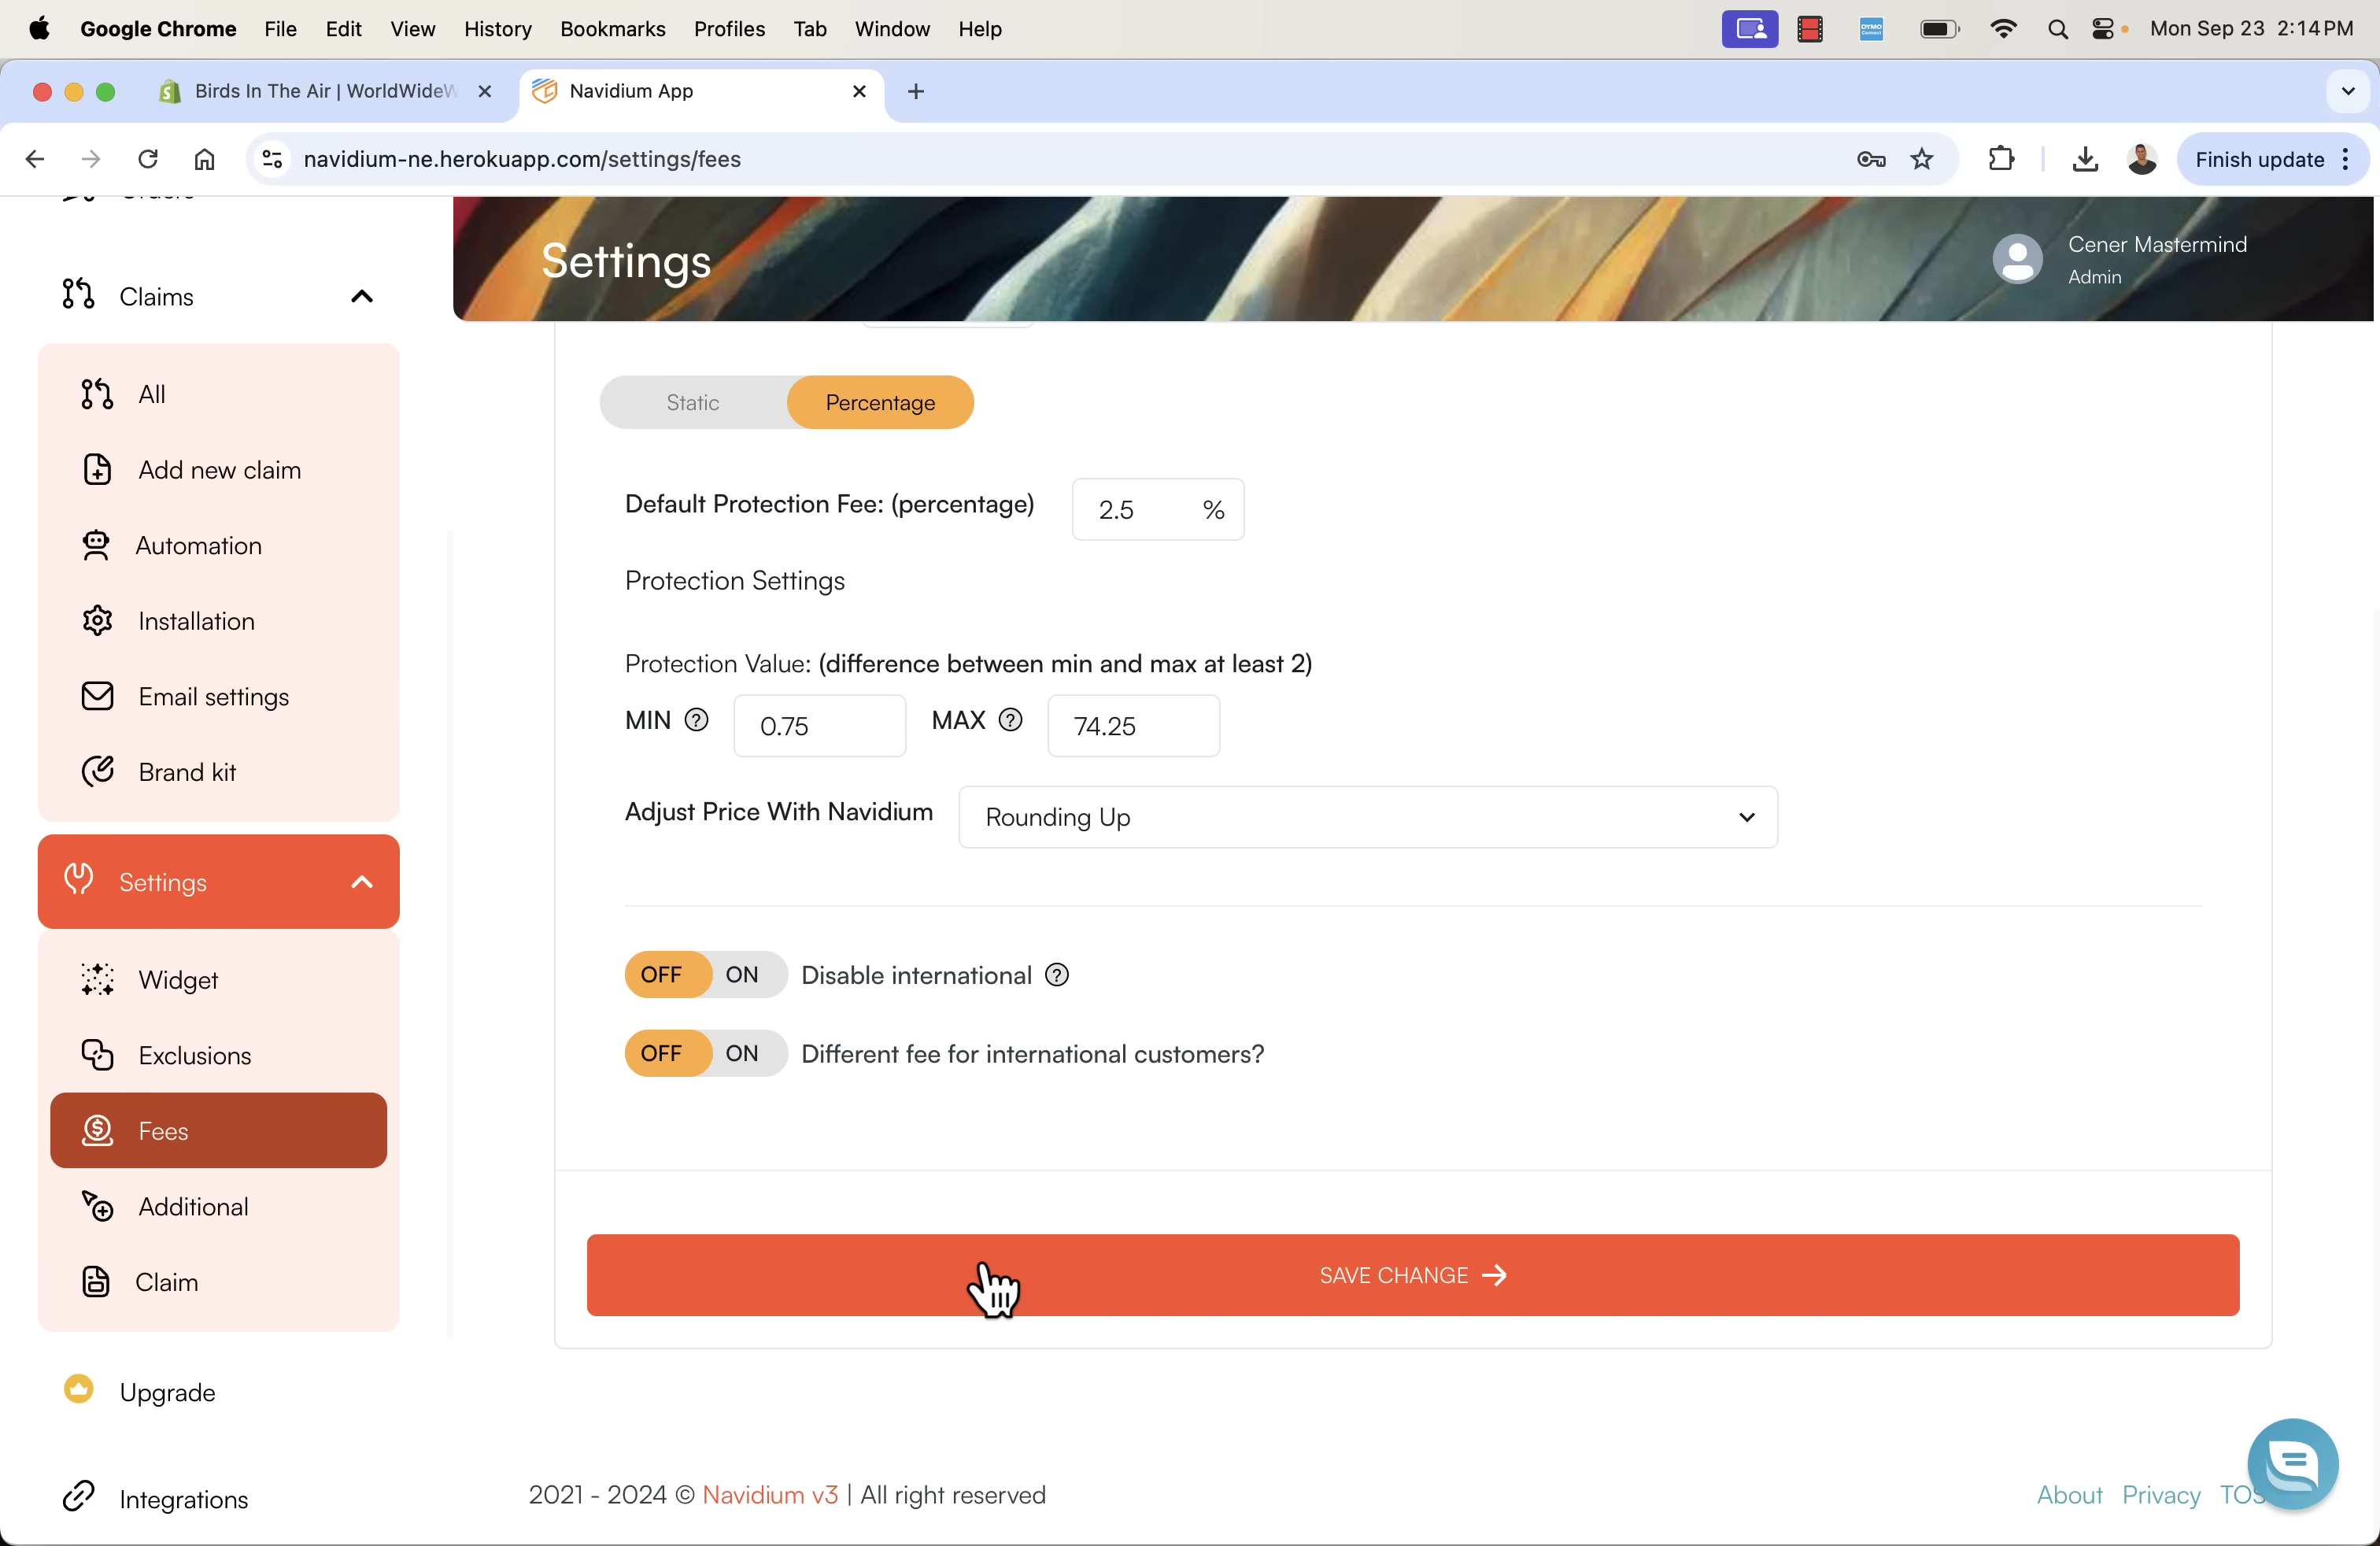 Google Chrome File Edit View History Bookmarks Profiles Tab Window Help
DYMO
Connect
Mon Sep 23 2:14 PM
Birds In The Air | WorldWideW
Navidium App
navidium-ne.herokuapp.com/settings/fees
Finish update
Orders
Claims
All
Add new claim
Automation
Installation
Email settings
Brand kit
Settings
Widget
Exclusions
Fees
Additional
Claim
Upgrade
Integrations
Settings
Cener Mastermind
Admin
Static Percentage
Default Protection Fee: (percentage) 2.5 %
Protection Settings
Protection Value: (difference between min and max at least 2)
MIN ? 0.75 MAX ? 74.25
Adjust Price With Navidium Rounding Up
OFF ON Disable international ?
OFF ON Different fee for international customers?
SAVE CHANGE →
2021 - 2024 © Navidium v3 | All right reserved
About Privacy TOS